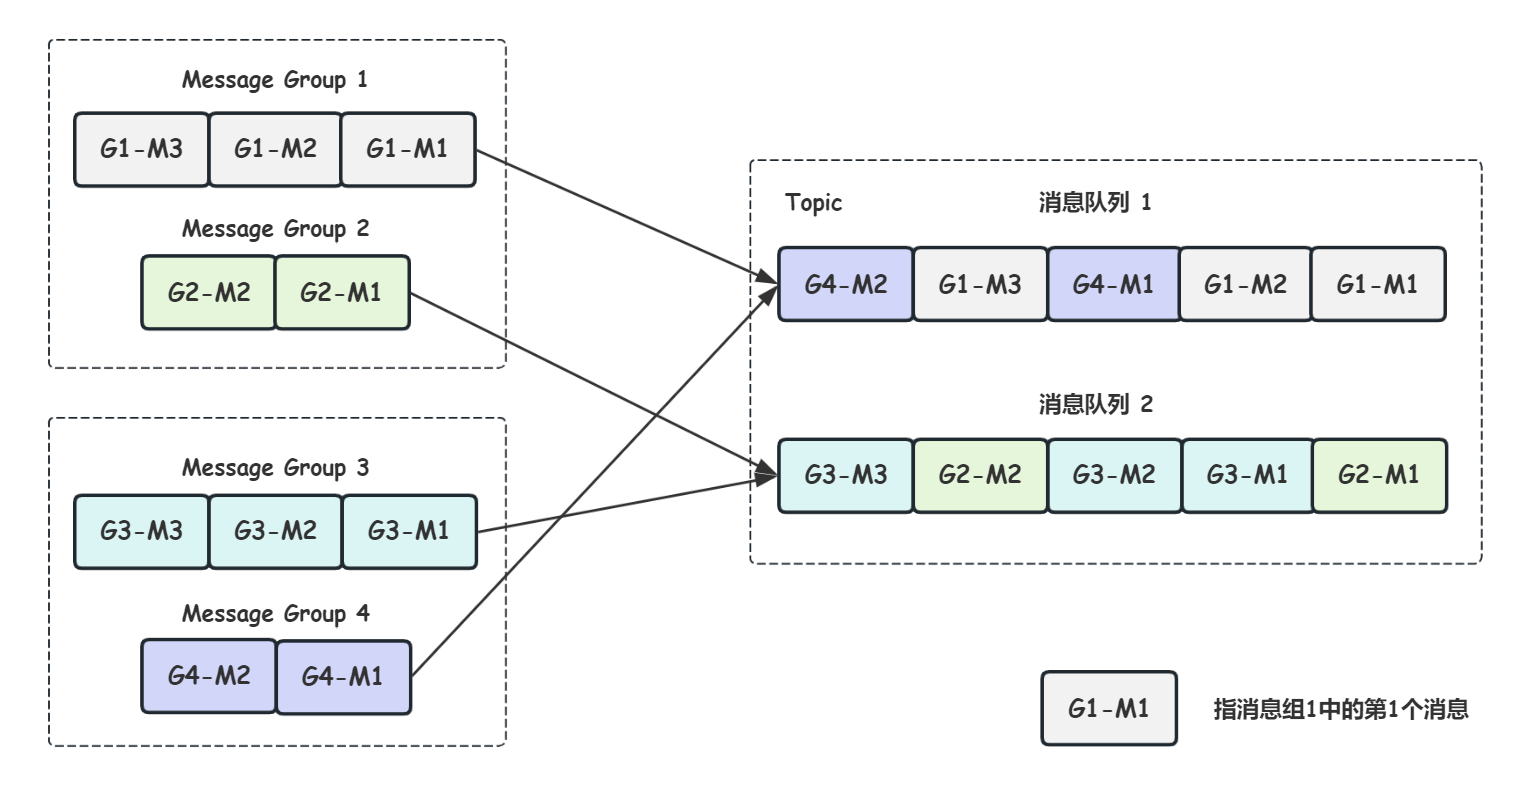 Message Group 1
G1-M3 G1-M2 G1-M1
Message Group 2
G2-M2 G2-M1
Message Group 3
G3-M3 G3-M2 G3-M1
Message Group 4
G4-M2 G4-M1
Topic 消息队列 1
G4-M2 G1-M3 G4-M1 G1-M2 G1-M1
消息队列 2
G3-M3 G2-M2 G3-M2 G3-M1 G2-M1
G1-M1 指消息组1中的第1个消息